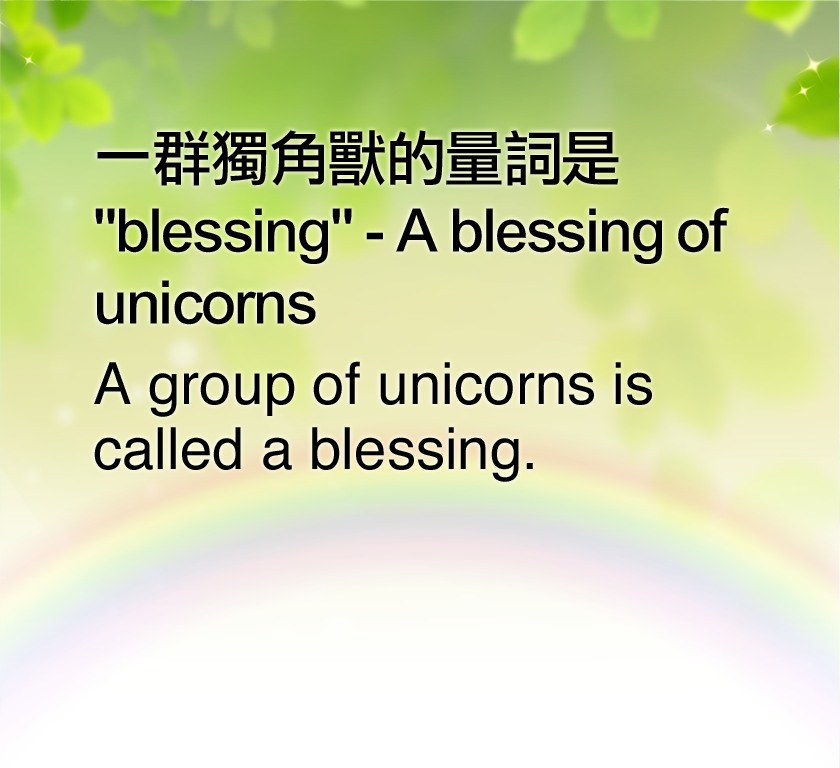 一群獨角獸的量詞是
"blessing" - A blessing of
unicorns
A group of unicorns is
called a blessing.